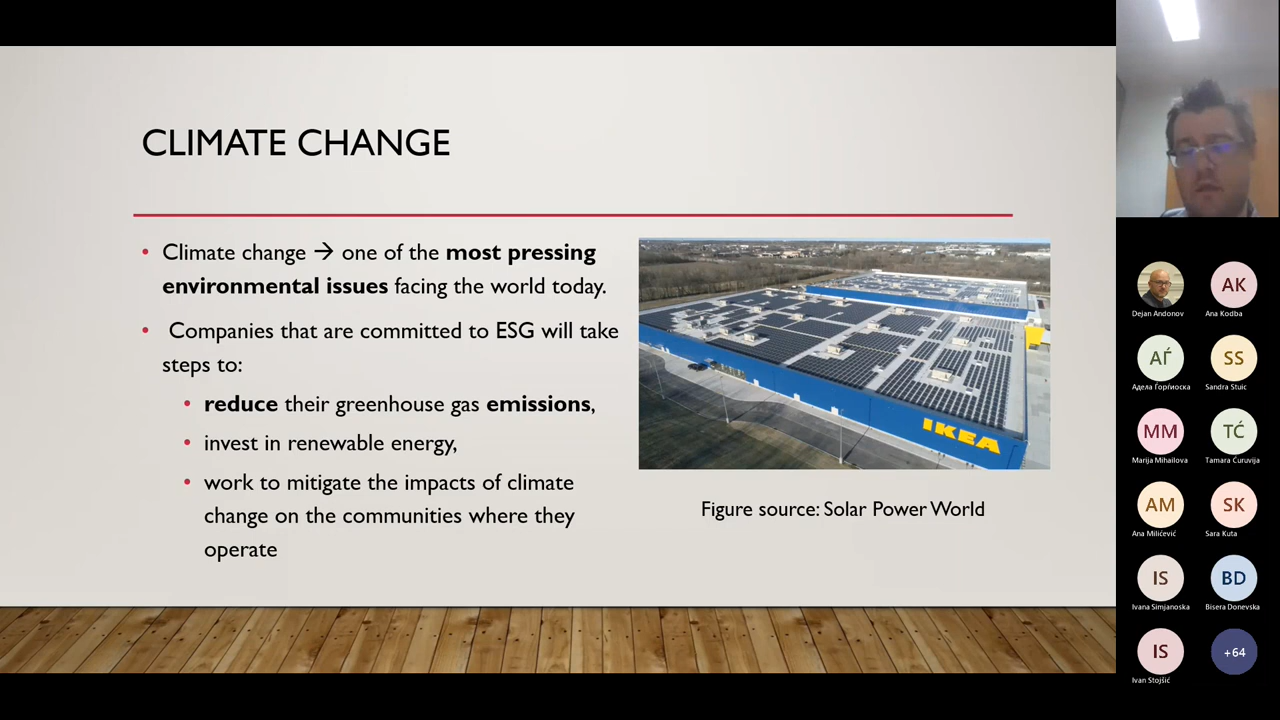 CLIMATE CHANGE
• Climate change → one of the most pressing
environmental issues facing the world today.
• Companies that are committed to ESG will take
steps to:
• reduce their greenhouse gas emissions,
• invest in renewable energy,
• work to mitigate the impacts of climate
change on the communities where they
operate
IKEA
Figure source: Solar Power World
Dejan Andonov
AK
Ana Kodba
АЃ
Адела Ѓорѓиоска
SS
Sandra Stuic
MM
Marija Mihailova
TĆ
Tamara Curuvija
AM
Ana Milićević
SK
Sara Kuta
IS
Ivana Simjanoska
BD
Bisera Donevska
IS
Ivan Stojšić
+64